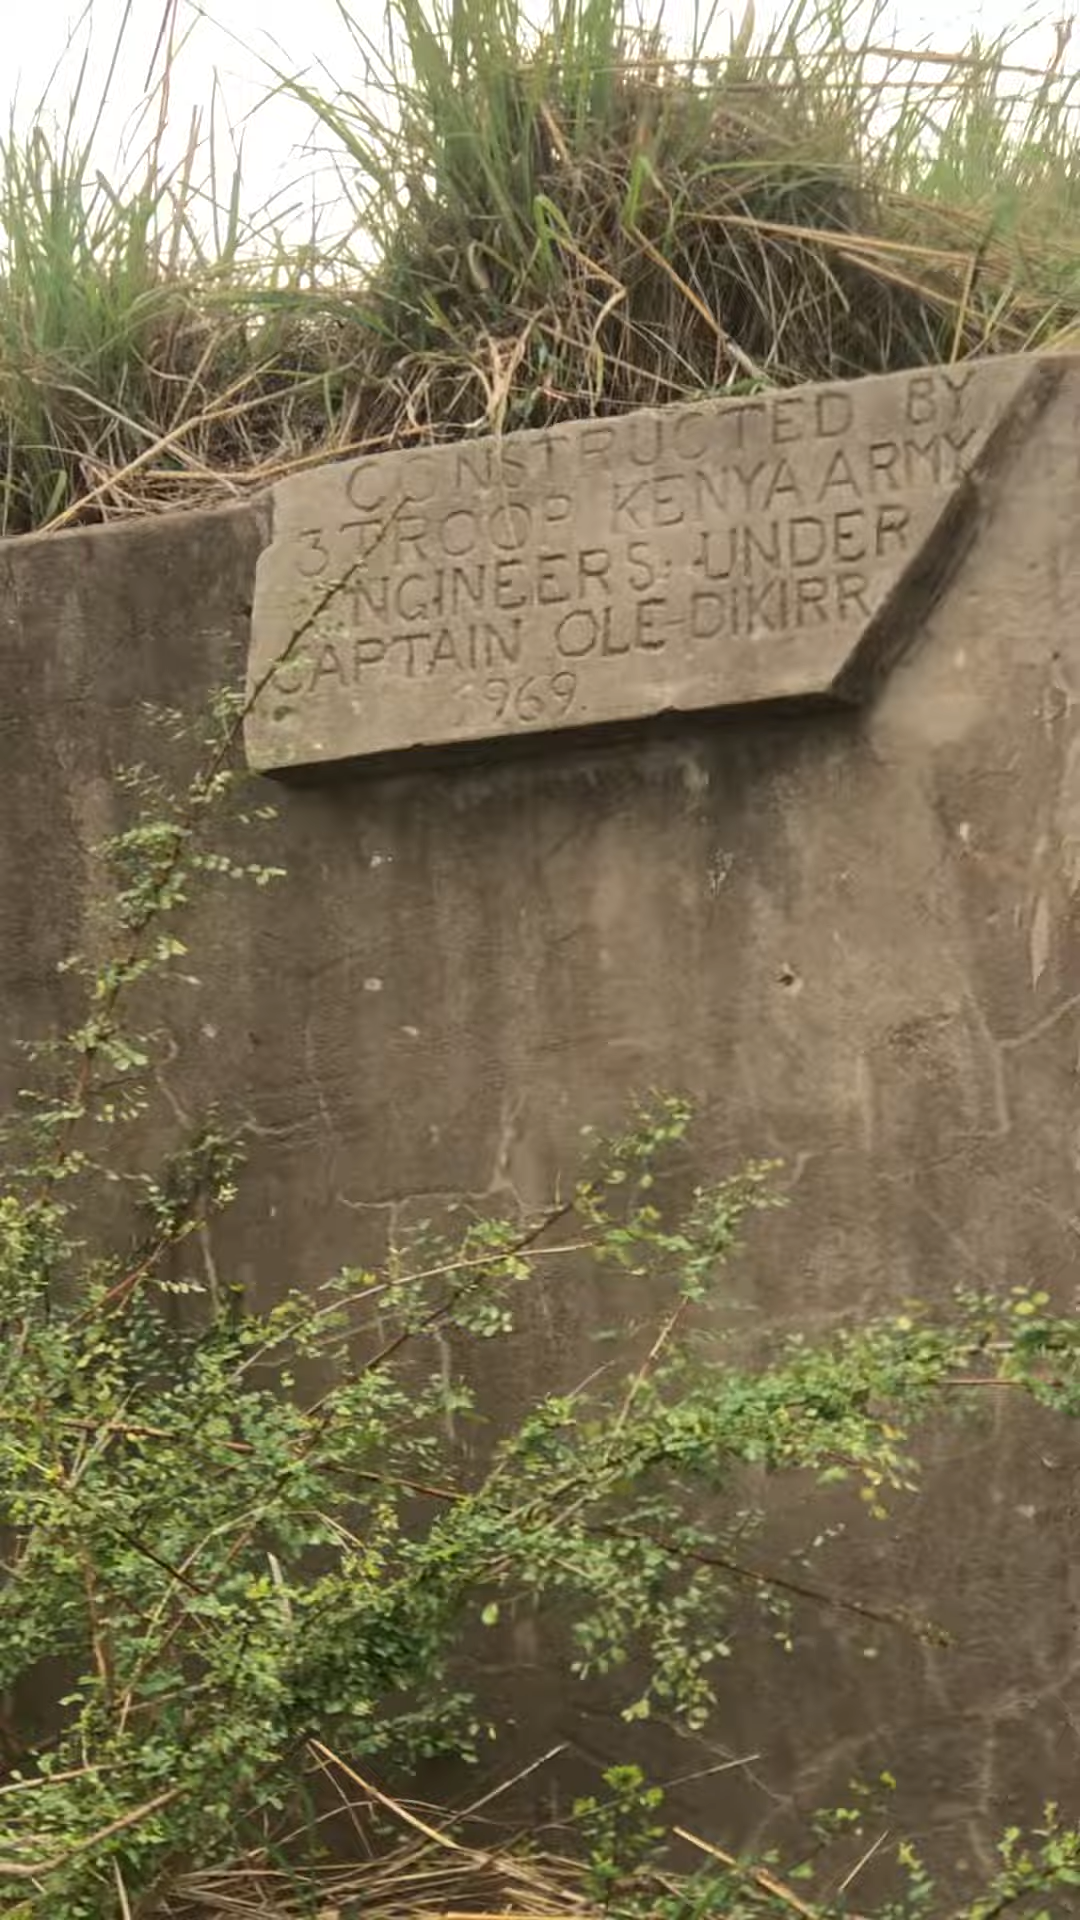 CONSTRUCTED BY
3 TROOP KENYA ARMY
ENGINEERS. UNDER
CAPTAIN OLE-DIKIRR
1969.